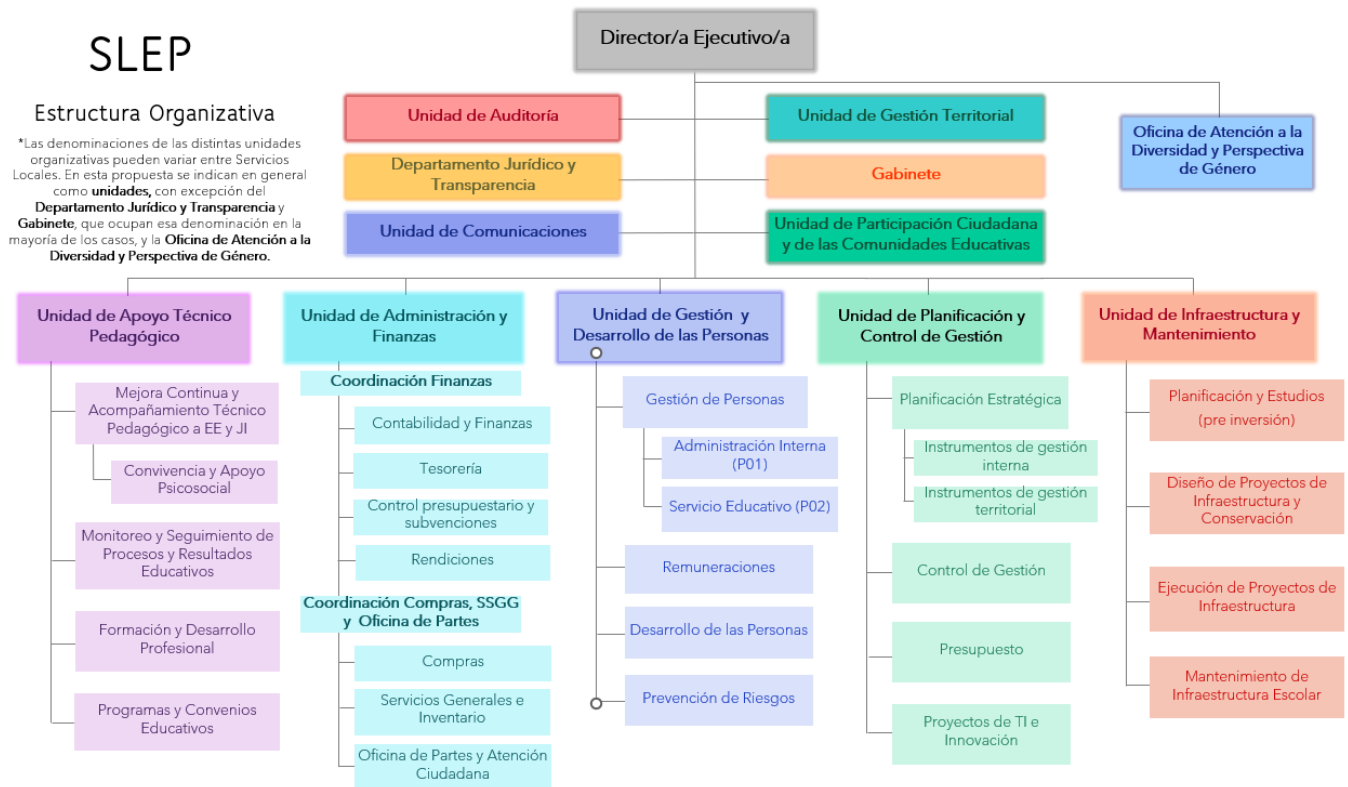 SLEP
Estructura Organizativa
*Las denominaciones de las distintas unidades
organizativas pueden variar entre Servicios
Locales. En esta propuesta se indican en general
como unidades, con excepción del
Departamento Jurídico y Transparencia y
Gabinete, que ocupan esa denominación en la
mayoría de los casos, y la Oficina de Atención a la
Diversidad y Perspectiva de Género.
Director/a Ejecutivo/a
Unidad de Auditoría
Unidad de Gestión Territorial
Departamento Jurídico y
Transparencia
Gabinete
Unidad de Comunicaciones
Unidad de Participación Ciudadana
y de las Comunidades Educativas
Oficina de Atención a la
Diversidad y Perspectiva
de Género
Unidad de Apoyo Técnico
Pedagógico
Mejora Continua y
Acompañamiento Técnico
Pedagógico a EE y JI
Convivencia y Apoyo
Psicosocial
Monitoreo y Seguimiento de
Procesos y Resultados
Educativos
Formación y Desarrollo
Profesional
Programas y Convenios
Educativos
Unidad de Administración y
Finanzas
Coordinación Finanzas
Contabilidad y Finanzas
Tesorería
Control presupuestario y
subvenciones
Rendiciones
Coordinación Compras, SSGG
y Oficina de Partes
Compras
Servicios Generales e
Inventario
Oficina de Partes y Atención
Ciudadana
Unidad de Gestión y
Desarrollo de las Personas
Gestión de Personas
Administración Interna
(P01)
Servicio Educativo (P02)
Remuneraciones
Desarrollo de las Personas
Prevención de Riesgos
Unidad de Planificación y
Control de Gestión
Planificación Estratégica
Instrumentos de gestión
interna
Instrumentos de gestión
territorial
Control de Gestión
Presupuesto
Proyectos de TI e
Innovación
Unidad de Infraestructura y
Mantenimiento
Planificación y Estudios
(pre inversión)
Diseño de Proyectos de
Infraestructura y
Conservación
Ejecución de Proyectos de
Infraestructura
Mantenimiento de
Infraestructura Escolar